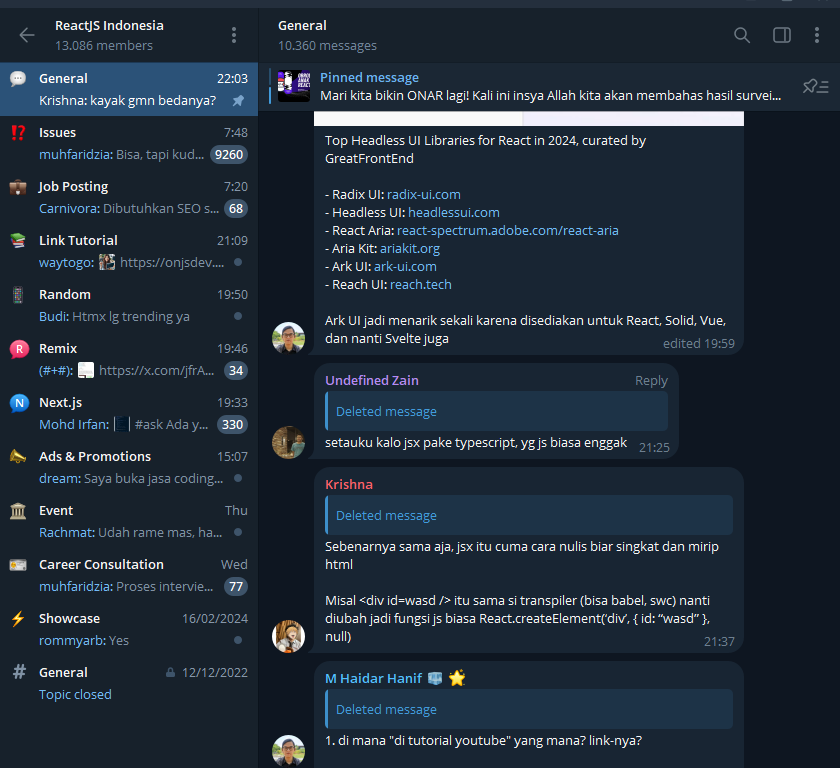 ReactJS Indonesia
13.086 members
General 22:03
Krishna: kayak gmn bedanya?
Issues 7:48
muhfaridzia: Bisa, tapi kud... 9260
Job Posting 7:20
Carnivora: Dibutuhkan SEO s... 68
Link Tutorial 21:09
waytogo: https://onjsdev....
Random 19:50
Budi: Htmx lg trending ya
R Remix 19:46
(#+#): https://x.com/jfrA... 34
N Next.js 19:33
Mohd Irfan: #ask Ada y... 330
Ads & Promotions 15:07
dream: Saya buka jasa coding...
Event Thu
Rachmat: Udah rame mas, ha...
Career Consultation Wed
muhfaridzia: Proses intervie... 77
Showcase 16/02/2024
rommyarb: Yes
# General 12/12/2022
Topic closed
General
10.360 messages
Pinned message
Mari kita bikin ONAR lagi! Kali ini insya Allah kita akan membahas hasil survei...
Top Headless UI Libraries for React in 2024, curated by
GreatFrontEnd
- Radix UI: radix-ui.com
- Headless UI: headlessui.com
- React Aria: react-spectrum.adobe.com/react-aria
- Aria Kit: ariakit.org
- Ark UI: ark-ui.com
- Reach UI: reach.tech
Ark UI jadi menarik sekali karena disediakan untuk React, Solid, Vue,
dan nanti Svelte juga
edited 19:59
Undefined Zain Reply
Deleted message
setauku kalo jsx pake typescript, yg js biasa enggak 21:25
Krishna
Deleted message
Sebenarnya sama aja, jsx itu cuma cara nulis biar singkat dan mirip
html
Misal <div id=wasd /> itu sama si transpiler (bisa babel, swc) nanti
diubah jadi fungsi js biasa React.createElement(‘div’, { id: “wasd” },
null) 21:37
M Haidar Hanif
Deleted message
1. di mana "di tutorial youtube" yang mana? link-nya?